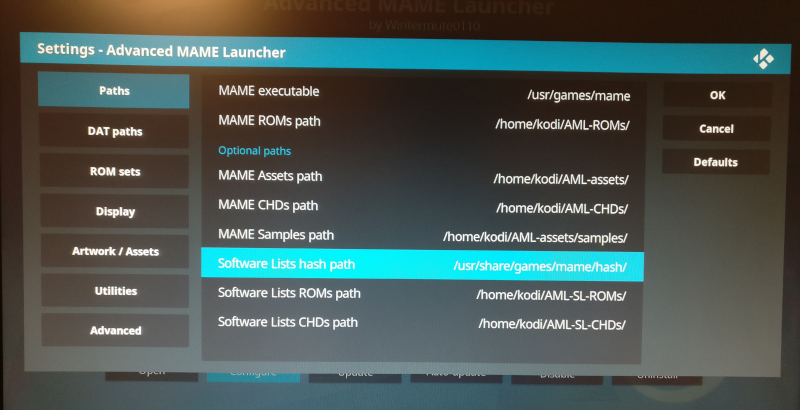 Advanced MAME Launcher
by Wintermute0110
Settings - Advanced MAME Launcher
Paths
DAT paths
ROM sets
Display
Artwork / Assets
Utilities
Advanced
MAME executable /usr/games/mame
MAME ROMs path /home/kodi/AML-ROMs/
Optional paths
MAME Assets path /home/kodi/AML-assets/
MAME CHDs path /home/kodi/AML-CHDs/
MAME Samples path /home/kodi/AML-assets/samples/
Software Lists hash path /usr/share/games/mame/hash/
Software Lists ROMs path /home/kodi/AML-SL-ROMs/
Software Lists CHDs path /home/kodi/AML-SL-CHDs/
OK
Cancel
Defaults
Open Configure Update Auto-update Disable Uninstall